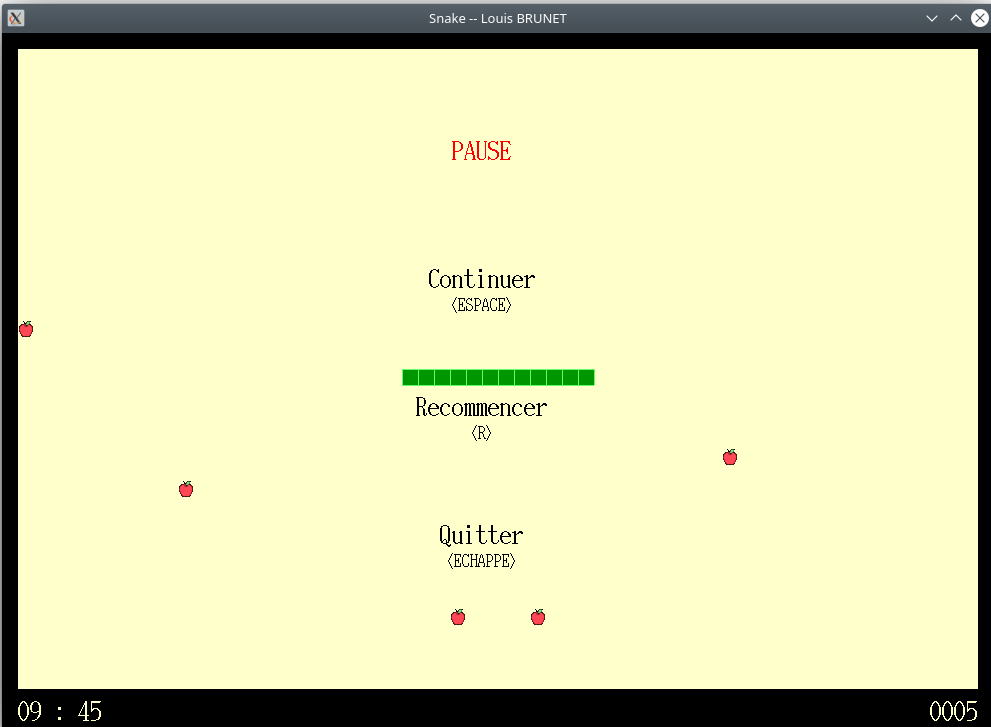 Snake -- Louis BRUNET
PAUSE
Continuer
<ESPACE>
Recommencer
<R>
Quitter
<ECHAPPE>
09 : 45
0005